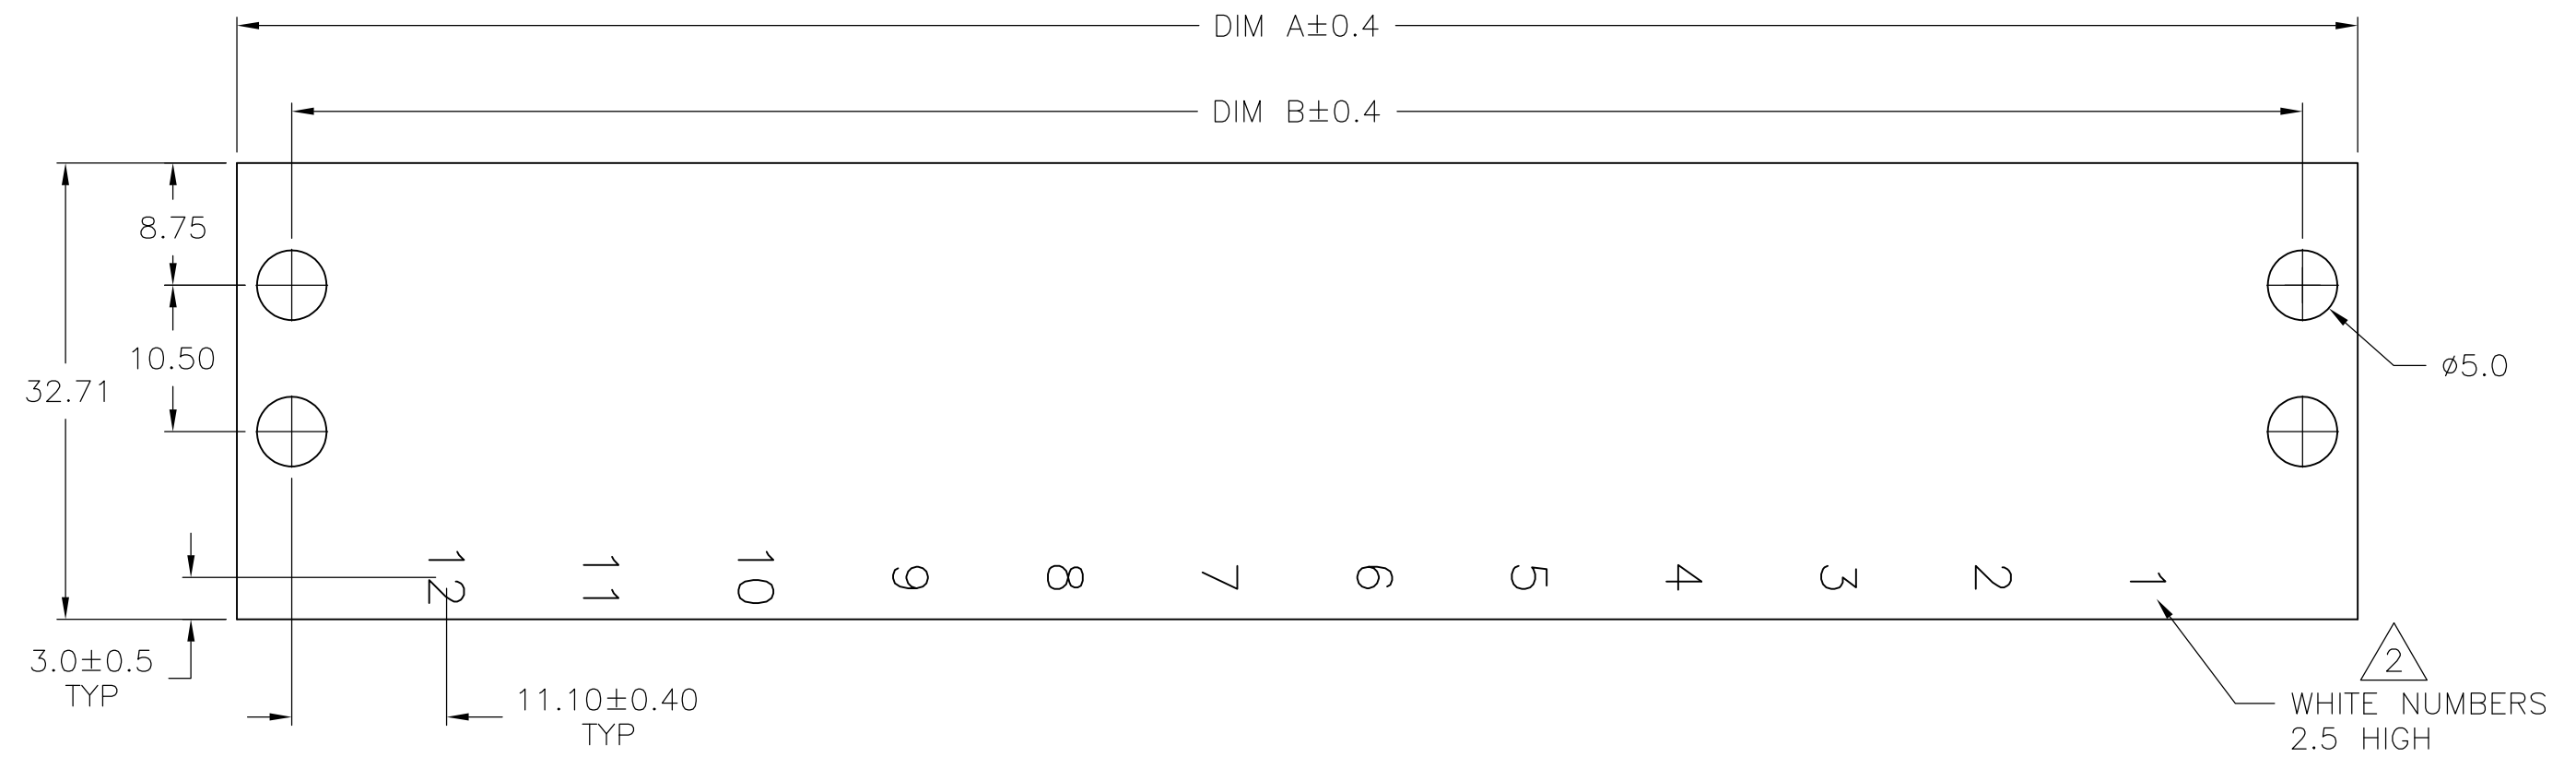 DIM A±0.4
DIM B±0.4
8.75
10.50
32.71
ø5.0
12 11 10 9 8 7 6 5 4 3 2 1
3.0±0.5
TYP
11.10±0.40
TYP
2
WHITE NUMBERS
2.5 HIGH